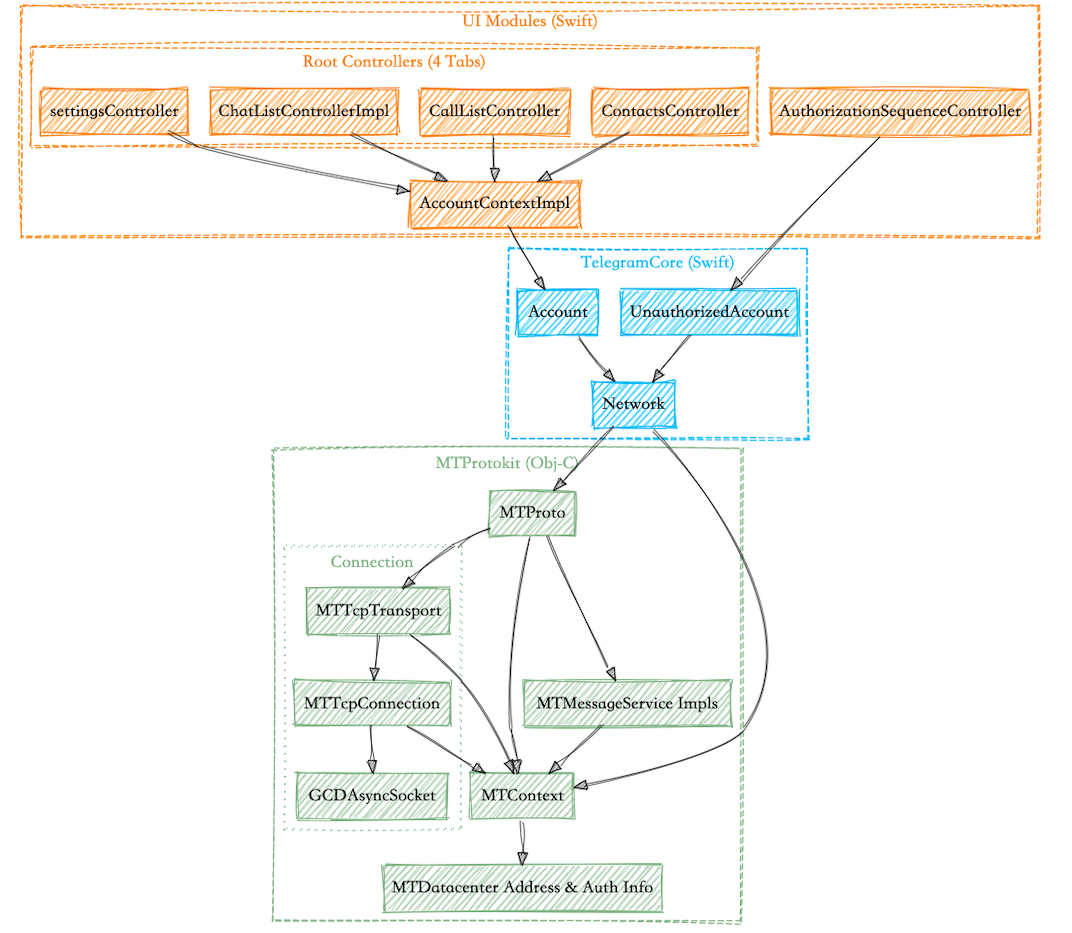 UI Modules (Swift)
Root Controllers (4 Tabs)
settingsController
ChatListControllerImpl
CallListController
ContactsController
AuthorizationSequenceController
AccountContextImpl
TelegramCore (Swift)
Account
UnauthorizedAccount
Network
MTProtokit (Obj-C)
MTProto
Connection
MTTcpTransport
MTTcpConnection
MTMessageService Impls
GCDAsyncSocket
MTContext
MTDatacenter Address & Auth Info